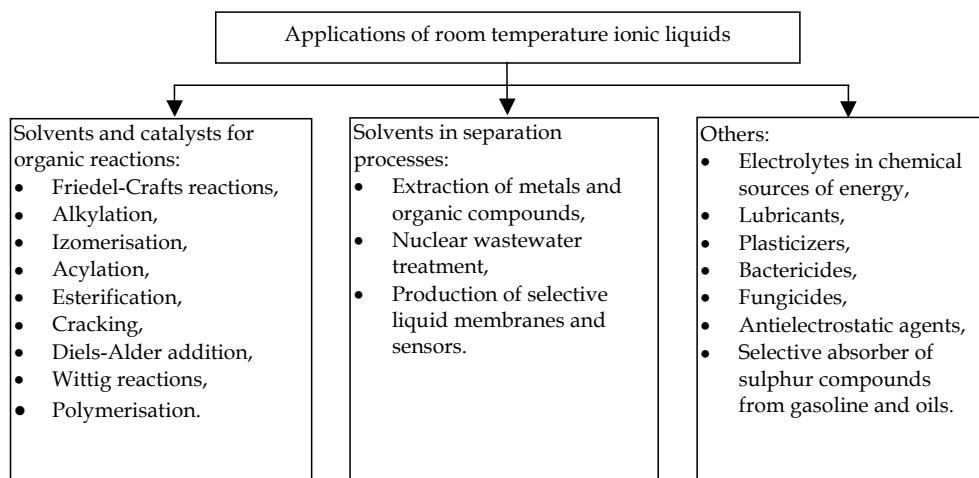 Applications of room temperature ionic liquids
Solvents and catalysts for
organic reactions:
• Friedel-Crafts reactions,
• Alkylation,
• Izomerisation,
• Acylation,
• Esterification,
• Cracking,
• Diels-Alder addition,
• Wittig reactions,
• Polymerisation.
Solvents in separation
processes:
• Extraction of metals and
organic compounds,
• Nuclear wastewater
treatment,
• Production of selective
liquid membranes and
sensors.
Others:
• Electrolytes in chemical
sources of energy,
• Lubricants,
• Plasticizers,
• Bactericides,
• Fungicides,
• Antielectrostatic agents,
• Selective absorber of
sulphur compounds
from gasoline and oils.